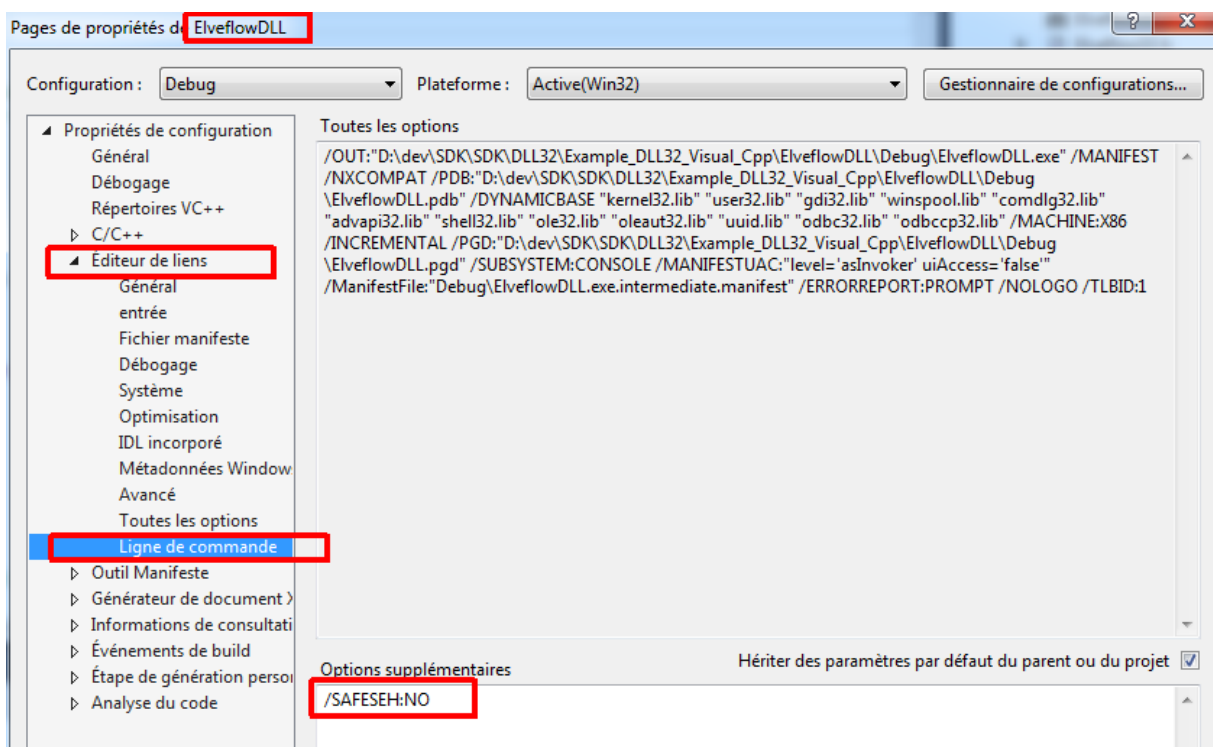 Pages de propriétés de ElveflowDLL
Configuration : Debug Plateforme : Active(Win32) Gestionnaire de configurations...
Propriétés de configuration
Général
Débogage
Répertoires VC++
C/C++
Éditeur de liens
Général
entrée
Fichier manifeste
Débogage
Système
Optimisation
IDL incorporé
Métadonnées Window
Avancé
Toutes les options
Ligne de commande
Outil Manifeste
Générateur de document X
Informations de consultati
Événements de build
Étape de génération person
Analyse du code
Toutes les options
/OUT:"D:\dev\SDK\SDK\DLL32\Example_DLL32_Visual_Cpp\ElveflowDLL\Debug\ElveflowDLL.exe" /MANIFEST
/NXCOMPAT /PDB:"D:\dev\SDK\SDK\DLL32\Example_DLL32_Visual_Cpp\ElveflowDLL\Debug
\ElveflowDLL.pdb" /DYNAMICBASE "kernel32.lib" "user32.lib" "gdi32.lib" "winspool.lib" "comdlg32.lib"
"advapi32.lib" "shell32.lib" "ole32.lib" "oleaut32.lib" "uuid.lib" "odbc32.lib" "odbccp32.lib" /MACHINE:X86
/INCREMENTAL /PGD:"D:\dev\SDK\SDK\DLL32\Example_DLL32_Visual_Cpp\ElveflowDLL\Debug
\ElveflowDLL.pgd" /SUBSYSTEM:CONSOLE /MANIFESTUAC:"level='asInvoker' uiAccess='false'"
/ManifestFile:"Debug\ElveflowDLL.exe.intermediate.manifest" /ERRORREPORT:PROMPT /NOLOGO /TLBID:1
Hériter des paramètres par défaut du parent ou du projet
Options supplémentaires
/SAFESEH:NO